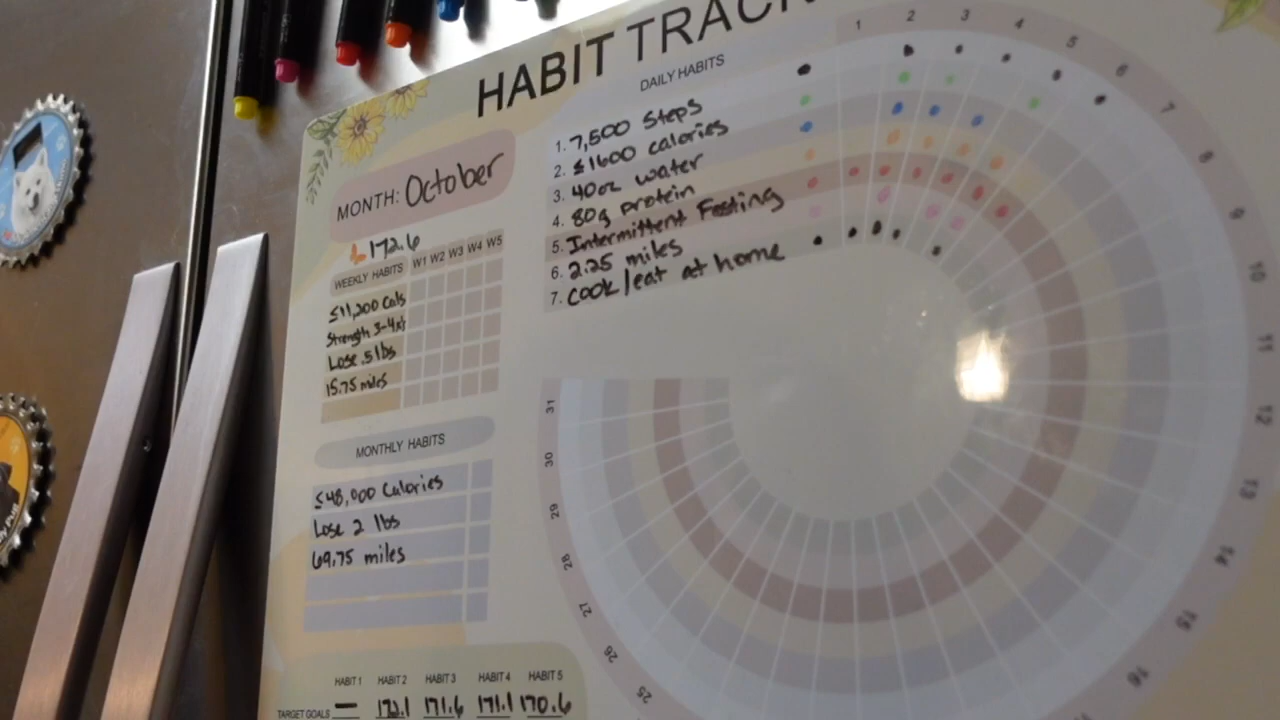 HABIT TRACK
DAILY HABITS
MONTH: October
172.6
WEEKLY HABITS W1 W2 W3 W4 W5
≤11,200 Cals
Strength 3-4x's
Lose .5 lbs
15.75 miles
MONTHLY HABITS
≤48,000 Calories
Lose 2 lbs
69.75 miles
HABIT 1 HABIT 2 HABIT 3 HABIT 4 HABIT 5
TARGET GOALS — 172.1 171.6 171.1 170.6
1. 7,500 Steps
2. ≤1600 calories
3. 40oz water
4. 80g protein
5. Intermittent Fasting
6. 2.25 miles
7. cook/eat at home
1
2
3
4
5
6
7
8
9
10
11
12
13
14
15
16
25
26
27
28
29
30
31